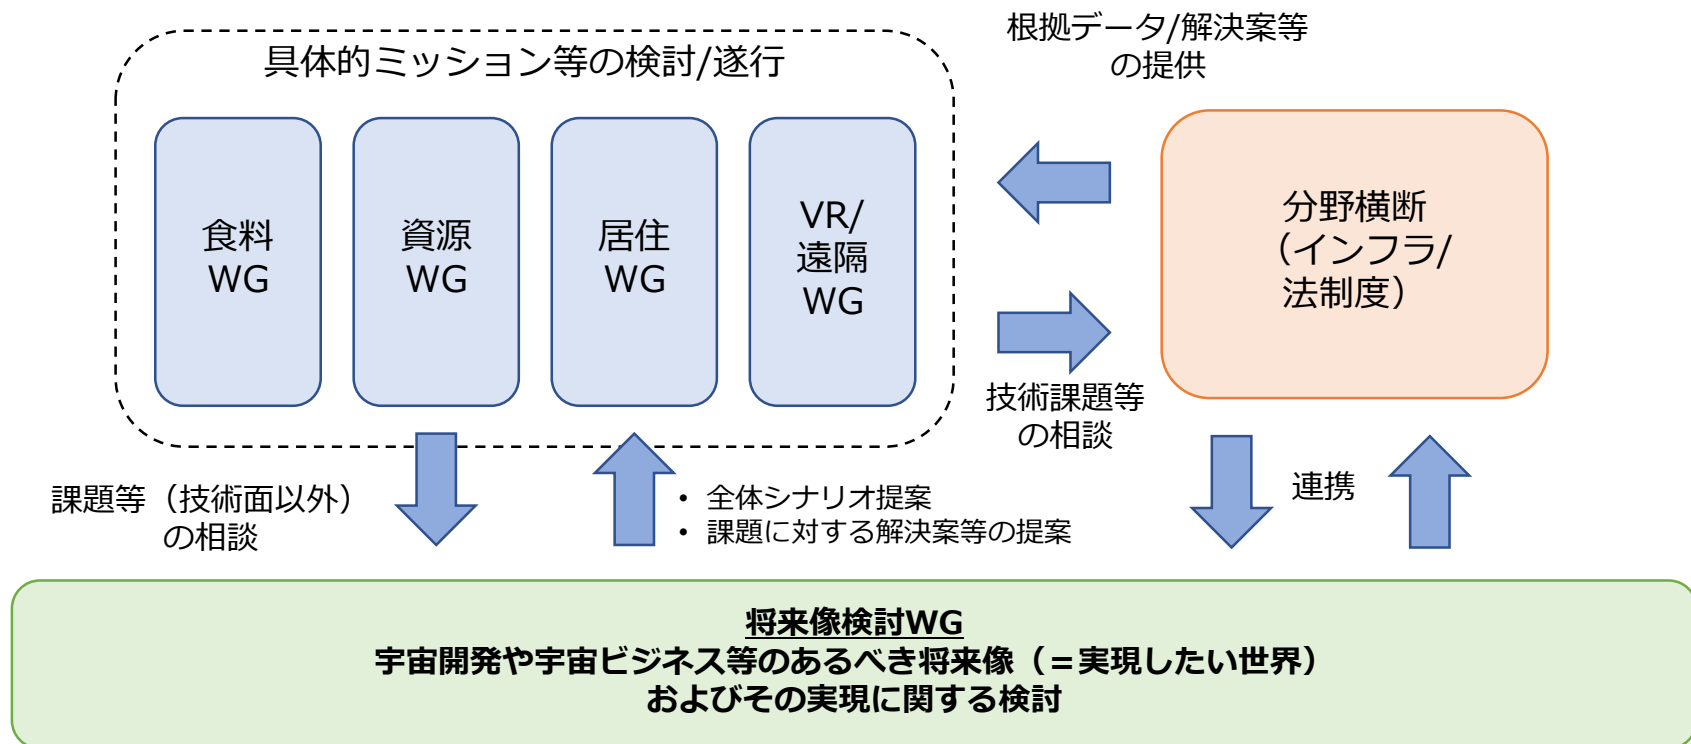 根拠データ/解決案等
の提供
具体的ミッション等の検討/遂行
食料
WG
資源
WG
居住
WG
VR/
遠隔
WG
分野横断
（インフラ/
法制度）
技術課題等
の相談
課題等（技術面以外）
の相談
• 全体シナリオ提案
• 課題に対する解決案等の提案
連携
将来像検討WG
宇宙開発や宇宙ビジネス等のあるべき将来像（＝実現したい世界）
およびその実現に関する検討